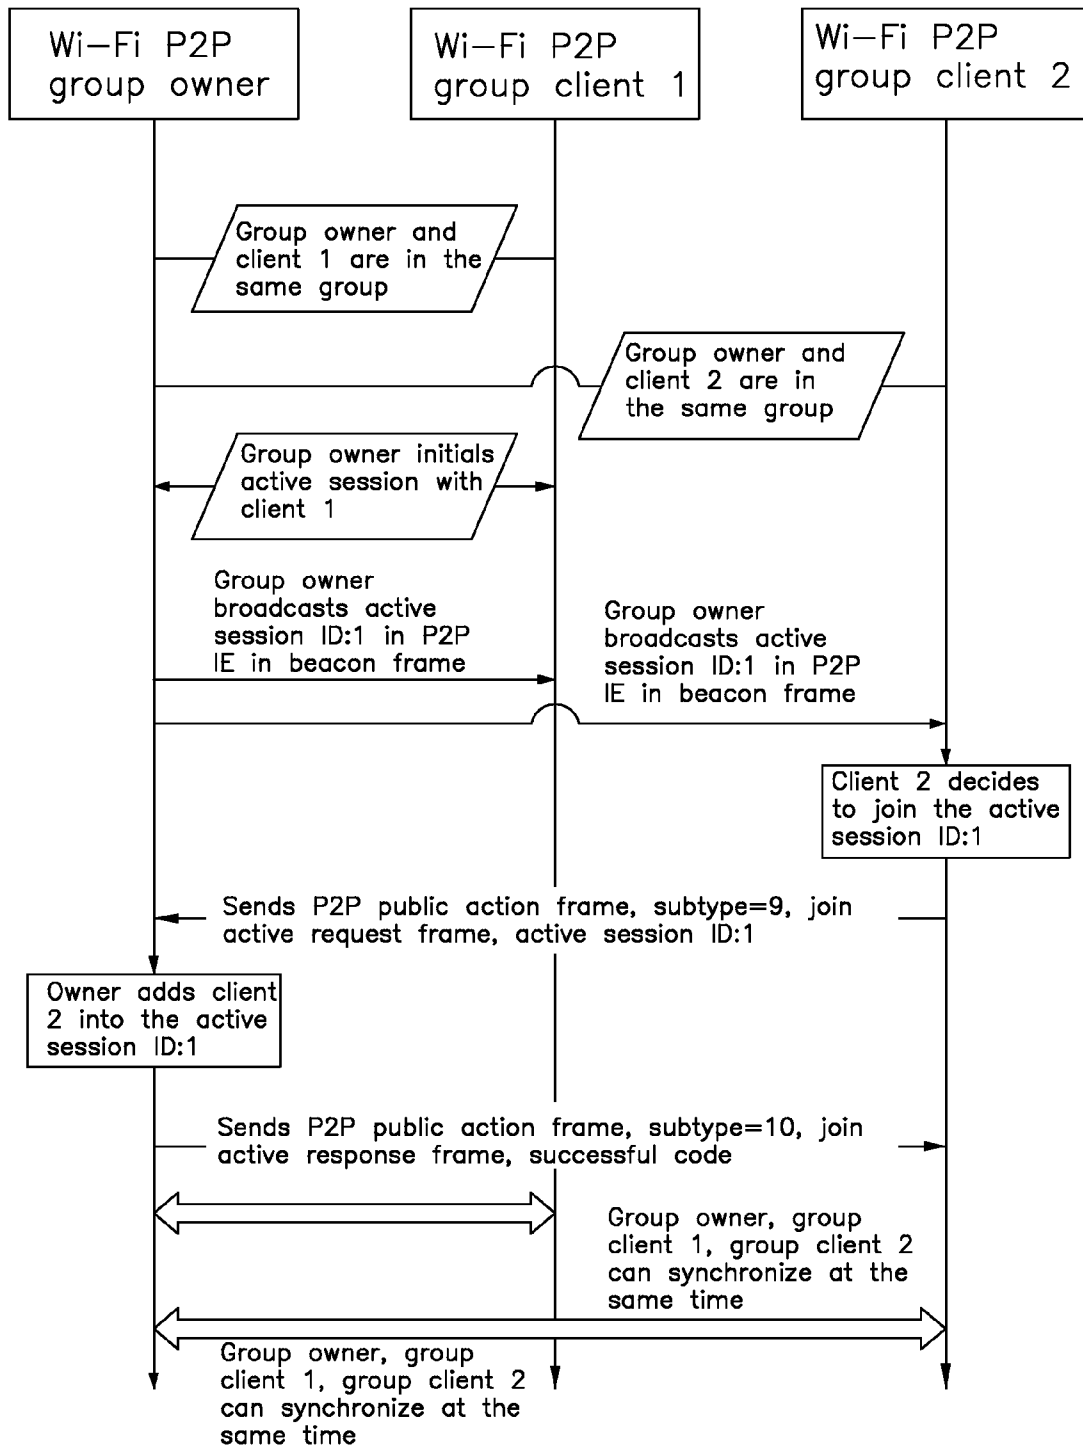 Wi-Fi P2P
group owner
Wi-Fi P2P
group client 1
Wi-Fi P2P
group client 2
Group owner and
client 1 are in the
same group
Group owner and
client 2 are in
the same group
Group owner initials
active session with
client 1
Group owner
broadcasts active
session ID:1 in P2P
IE in beacon frame
Group owner
broadcasts active
session ID:1 in P2P
IE in beacon frame
Client 2 decides
to join the active
session ID:1
Sends P2P public action frame, subtype=9, join
active request frame, active session ID:1
Owner adds client
2 into the active
session ID:1
Sends P2P public action frame, subtype=10, join
active response frame, successful code
Group owner, group
client 1, group client 2
can synchronize at the
same time
Group owner, group
client 1, group client 2
can synchronize at the
same time